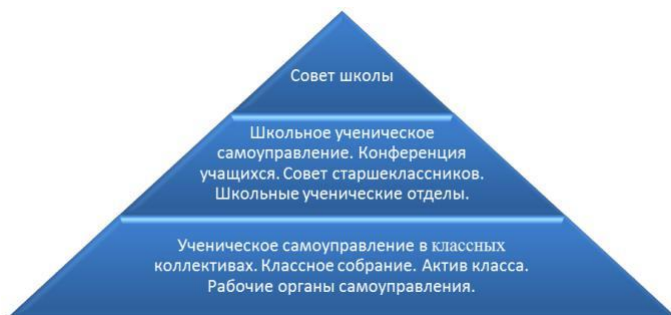 Совет школы
Школьное ученическое
самоуправление. Конференция
учащихся. Совет старшеклассников.
Школьные ученические отделы.
Ученическое самоуправление в классных
коллективах. Классное собрание. Актив класса.
Рабочие органы самоуправления.